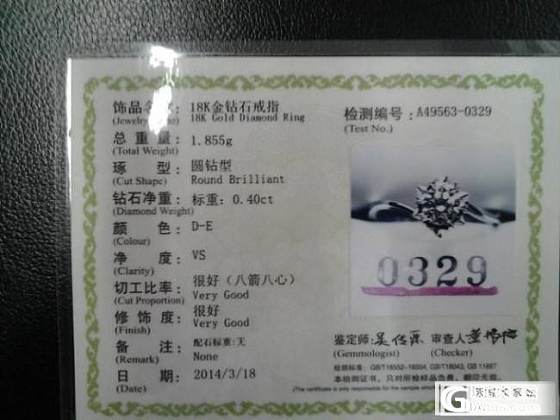 饰品名称: 18K金钻石戒指
18K Gold Diamond Ring
检测编号: A49563-0329
(Test No.)
总重量: 1.855g
(Total Weight)
琢型: 圆钻型
(Cut Shape) Round Brilliant
钻石净重: 标重: 0.40ct
(Diamond Weight)
颜色: D-E
(Colour)
净度: VS
(Clarity)
切工比率: 很好(八箭八心)
(Cut Proportion) Very Good
修饰度: 很好
(Finish) Very Good
备注: 配石标重:无
(Remark) None
日期: 2014/3/18
(Date)
0329
鉴定师:
审查人
(Gemmologist) (Checker)